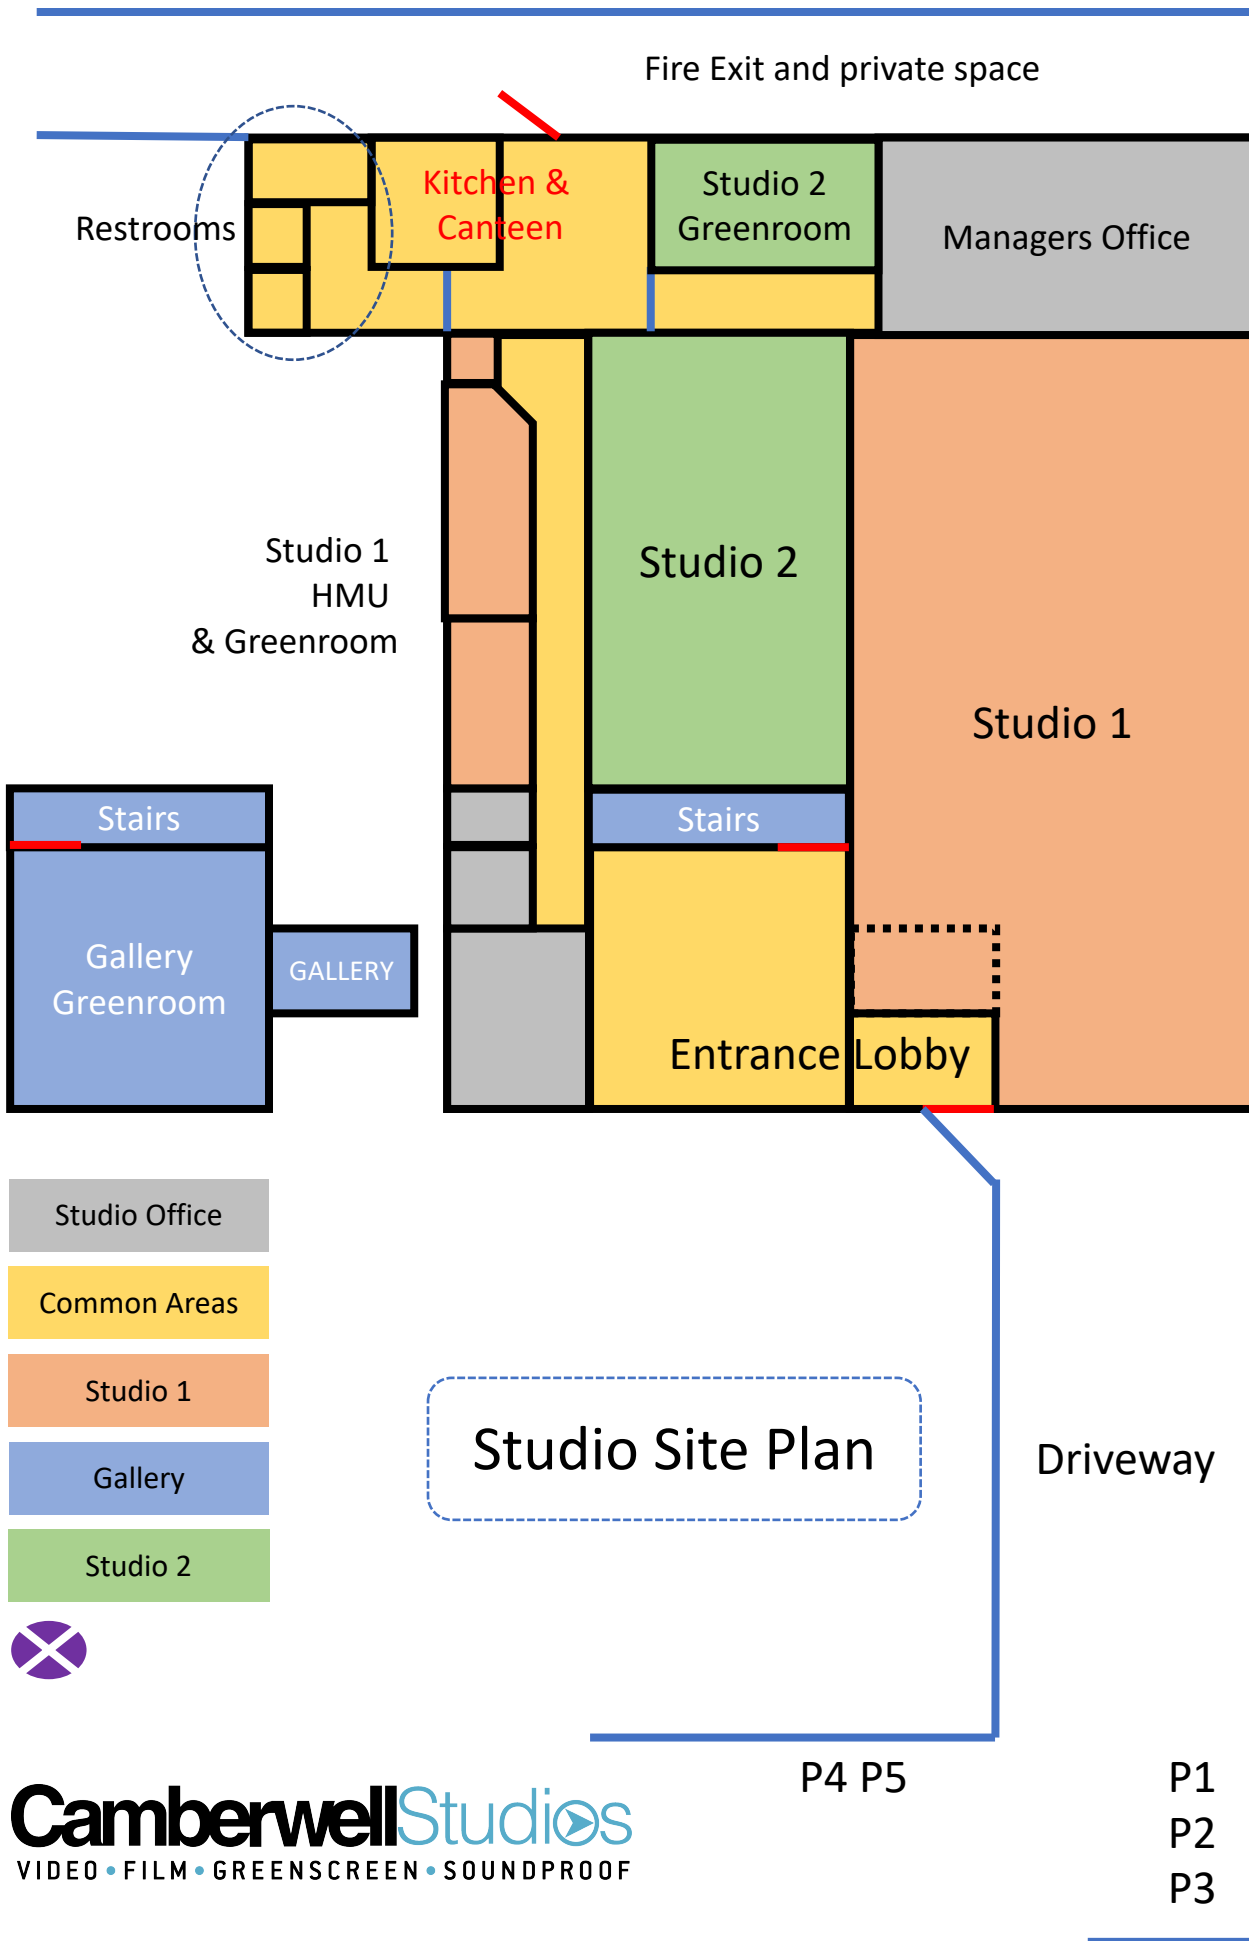 Fire Exit and private space
Kitchen &
Canteen
Studio 2
Greenroom
Restrooms
Managers Office
Studio 1
HMU
& Greenroom
Studio 2
Studio 1
Stairs
Stairs
Gallery
Greenroom
GALLERY
Entrance Lobby
Studio Office
Common Areas
Studio 1
Gallery
Studio 2
Studio Site Plan
Driveway
P4 P5
P1
P2
P3
CamberwellStudios
VIDEO • FILM • GREENSCREEN • SOUNDPROOF